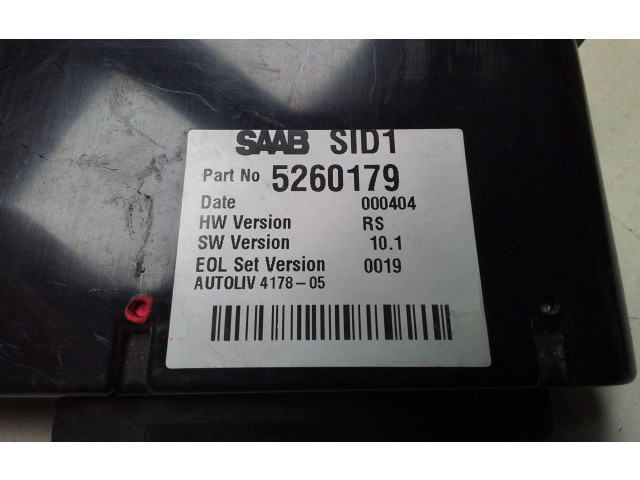 SAAB SID1
Part No 5260179
Date 000404
HW Version RS
SW Version 10.1
EOL Set Version 0019
AUTOLIV 4178-05